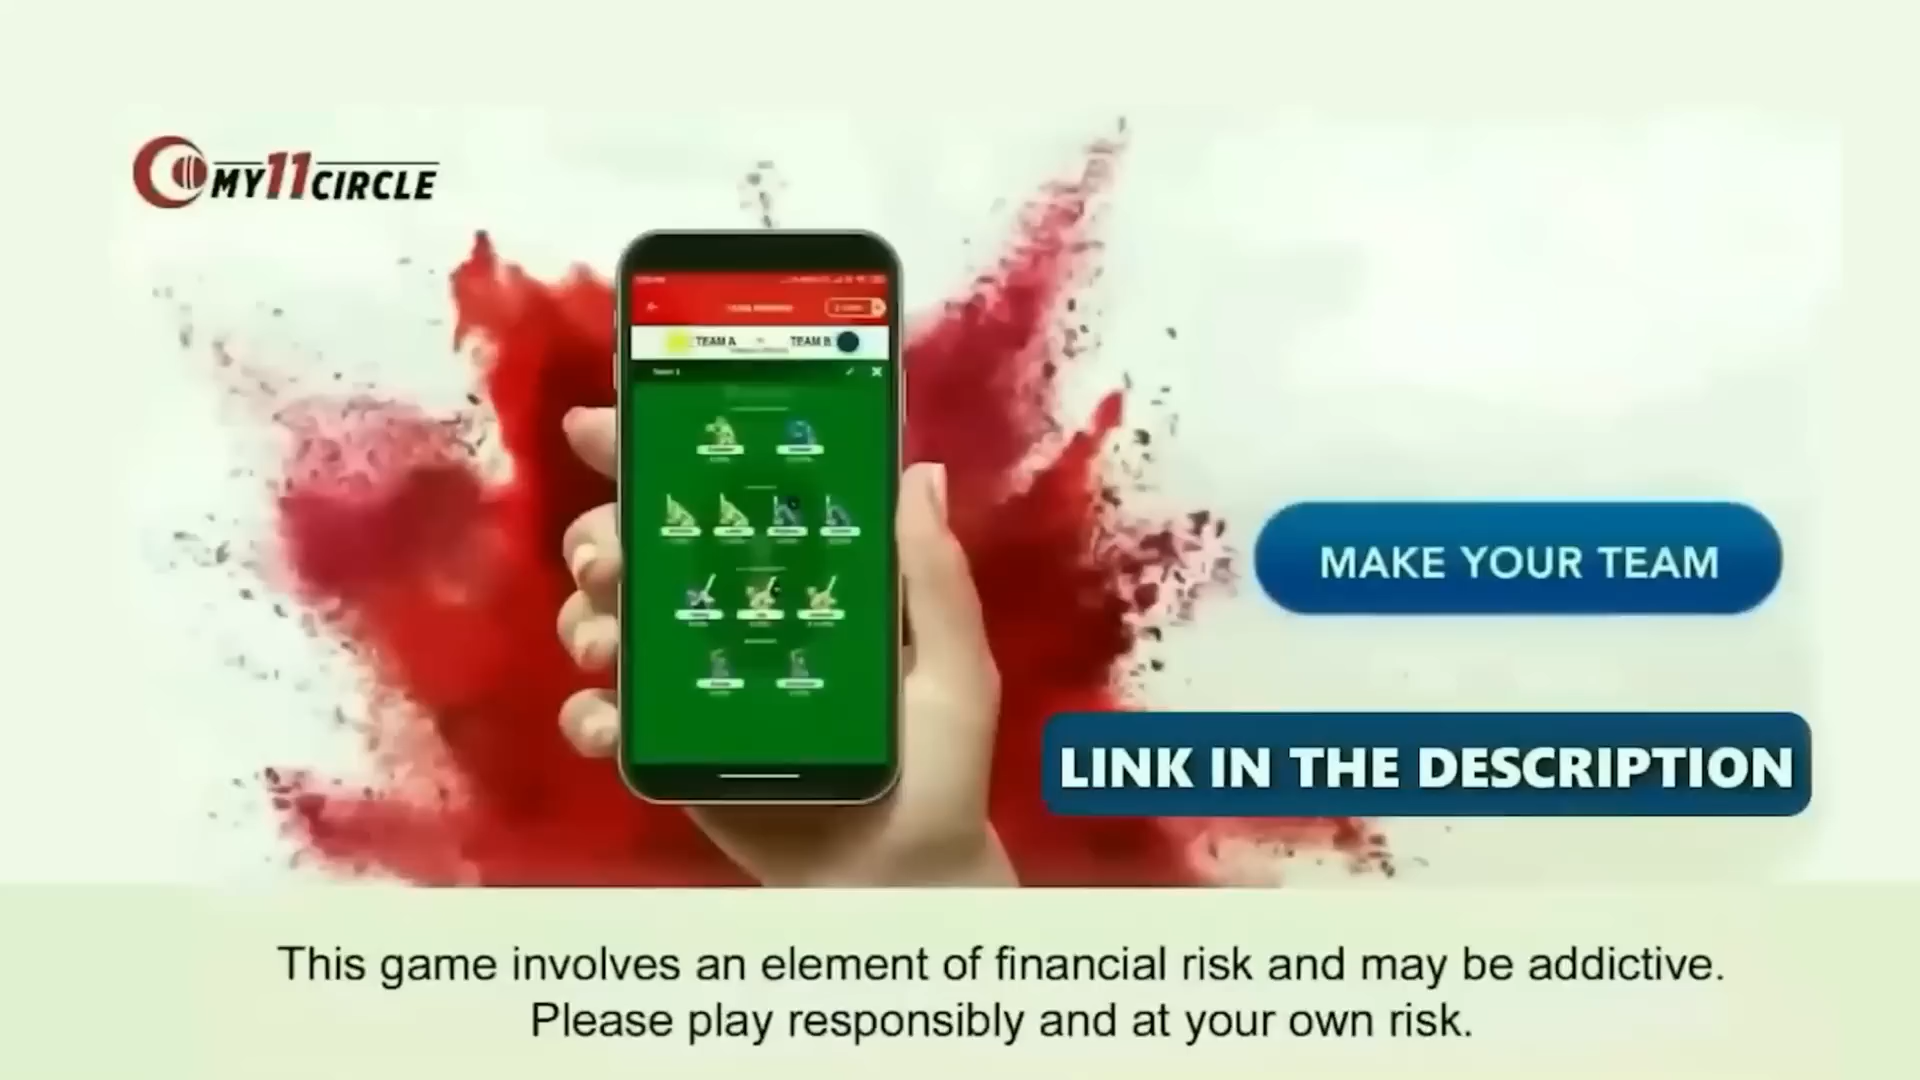 MY11CIRCLE
TEAM A
TEAM B
MAKE YOUR TEAM
LINK IN THE DESCRIPTION
This game involves an element of financial risk and may be addictive.
Please play responsibly and at your own risk.